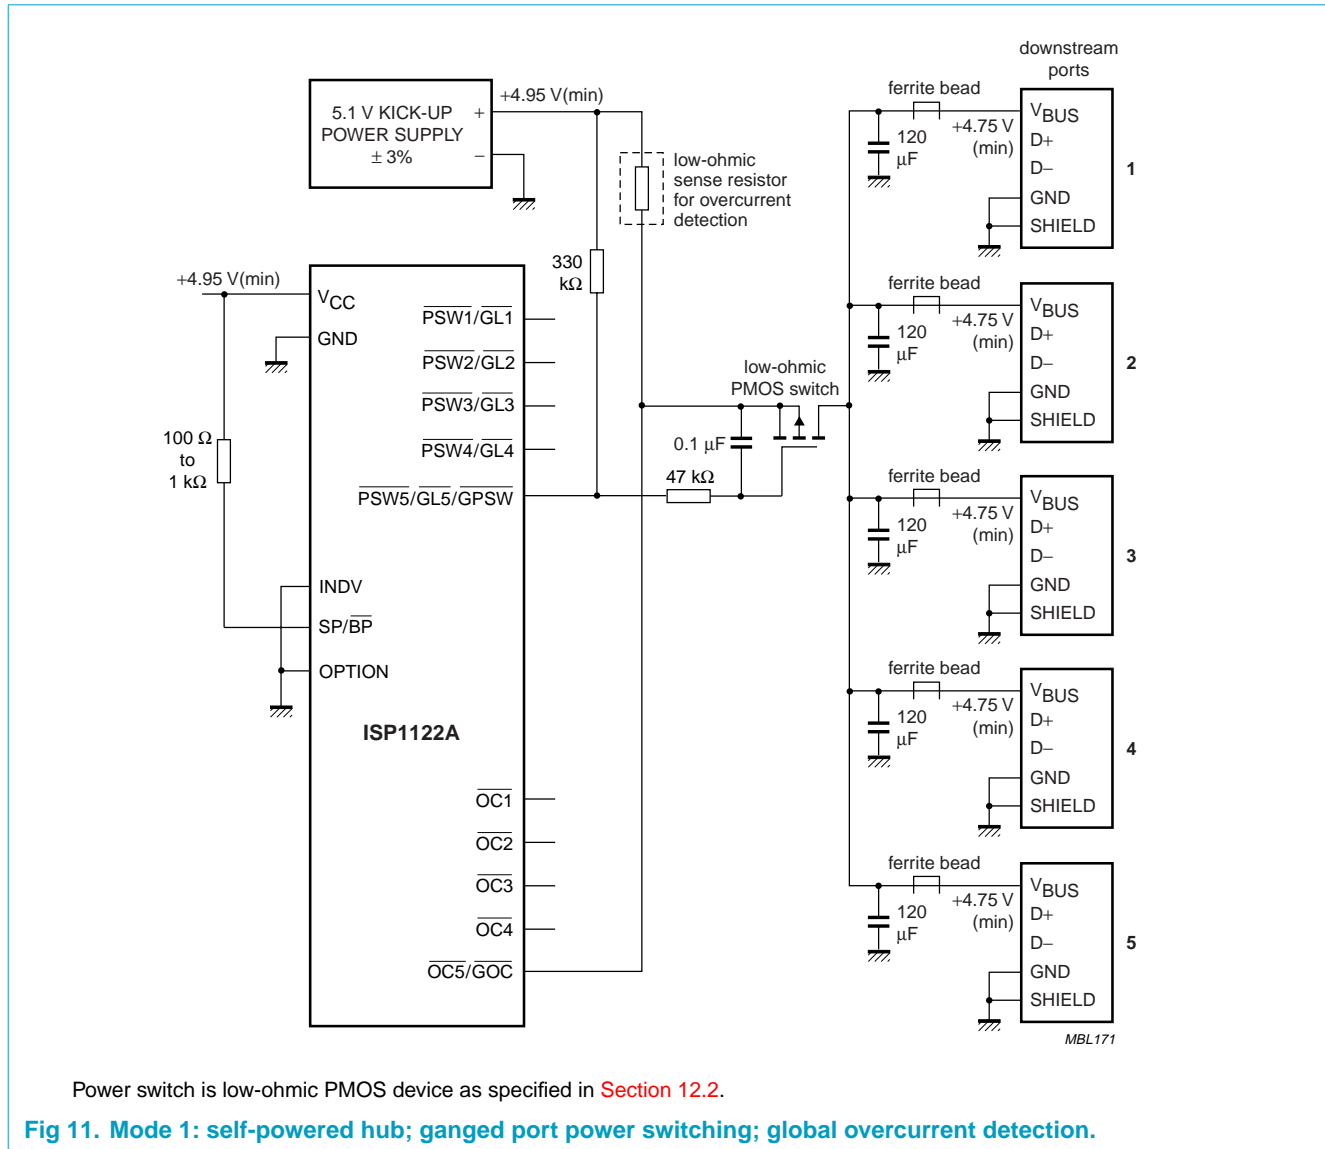 downstream
ports
5.1 V KICK-UP
POWER SUPPLY
± 3%
+
−
+4.95 V(min)
low-ohmic
sense resistor
for overcurrent
detection
330
kΩ
+4.95 V(min)
100 Ω
to
1 kΩ
VCC
GND
INDV
SP/BP
OPTION
ISP1122A
PSW1/GL1
PSW2/GL2
PSW3/GL3
PSW4/GL4
PSW5/GL5/GPSW
OC1
OC2
OC3
OC4
OC5/GOC
low-ohmic
PMOS switch
0.1 μF
47 kΩ
ferrite bead
120
μF
+4.75 V
(min)
VBUS
D+
D−
GND
SHIELD
1
ferrite bead
120
μF
+4.75 V
(min)
VBUS
D+
D−
GND
SHIELD
2
ferrite bead
120
μF
+4.75 V
(min)
VBUS
D+
D−
GND
SHIELD
3
ferrite bead
120
μF
+4.75 V
(min)
VBUS
D+
D−
GND
SHIELD
4
ferrite bead
120
μF
+4.75 V
(min)
VBUS
D+
D−
GND
SHIELD
5
MBL171
Power switch is low-ohmic PMOS device as specified in Section 12.2.
Fig 11. Mode 1: self-powered hub; ganged port power switching; global overcurrent detection.